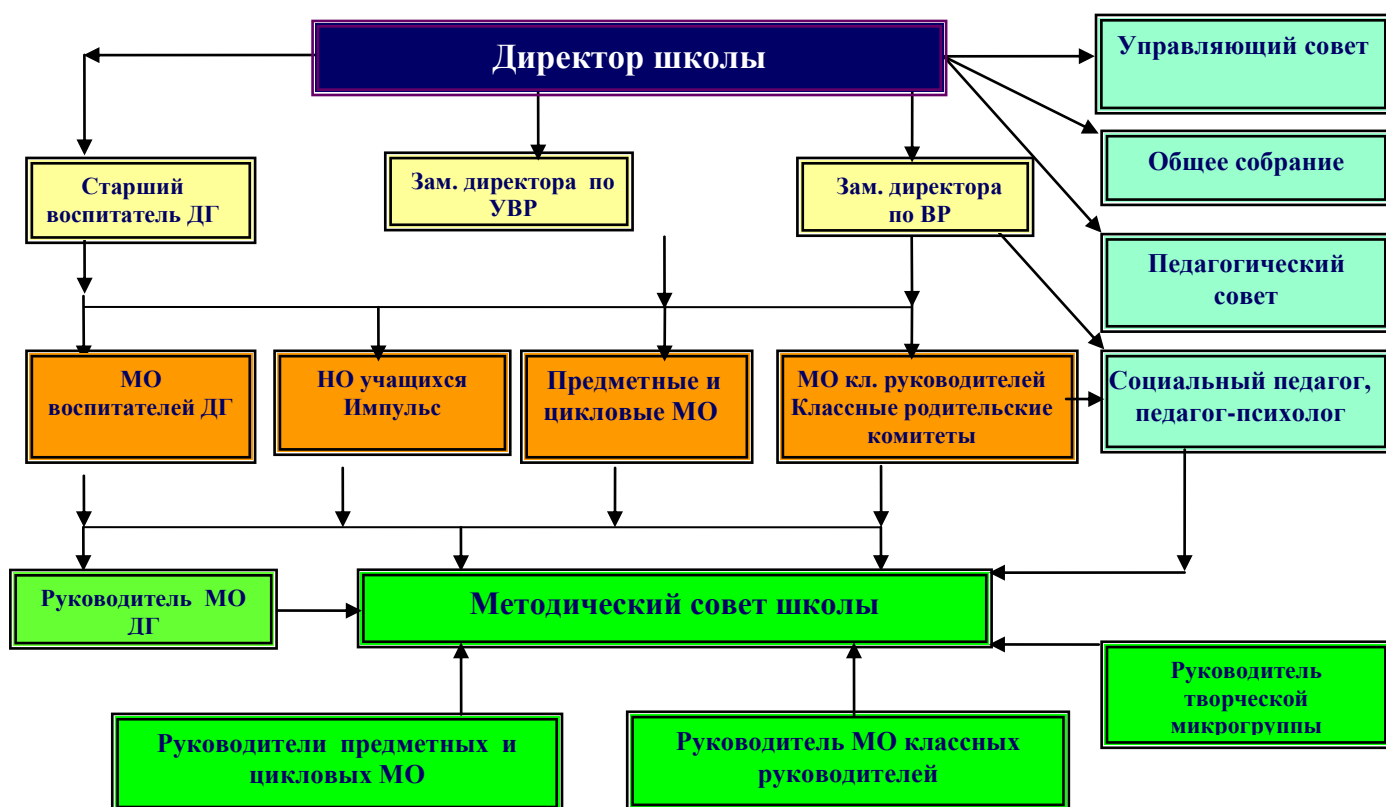 Директор школы
Управляющий совет
Общее собрание
Старший
воспитатель ДГ
Зам. директора по
УВР
Зам. директора
по ВР
Педагогический
совет
МО
воспитателей ДГ
НО учащихся
Импульс
Предметные и
цикловые МО
МО кл. руководителей
Классные родительские
комитеты
Социальный педагог,
педагог-психолог
Руководитель МО
ДГ
Методический совет школы
Руководитель
творческой
микрогруппы
Руководители предметных и
цикловых МО
Руководитель МО классных
руководителей